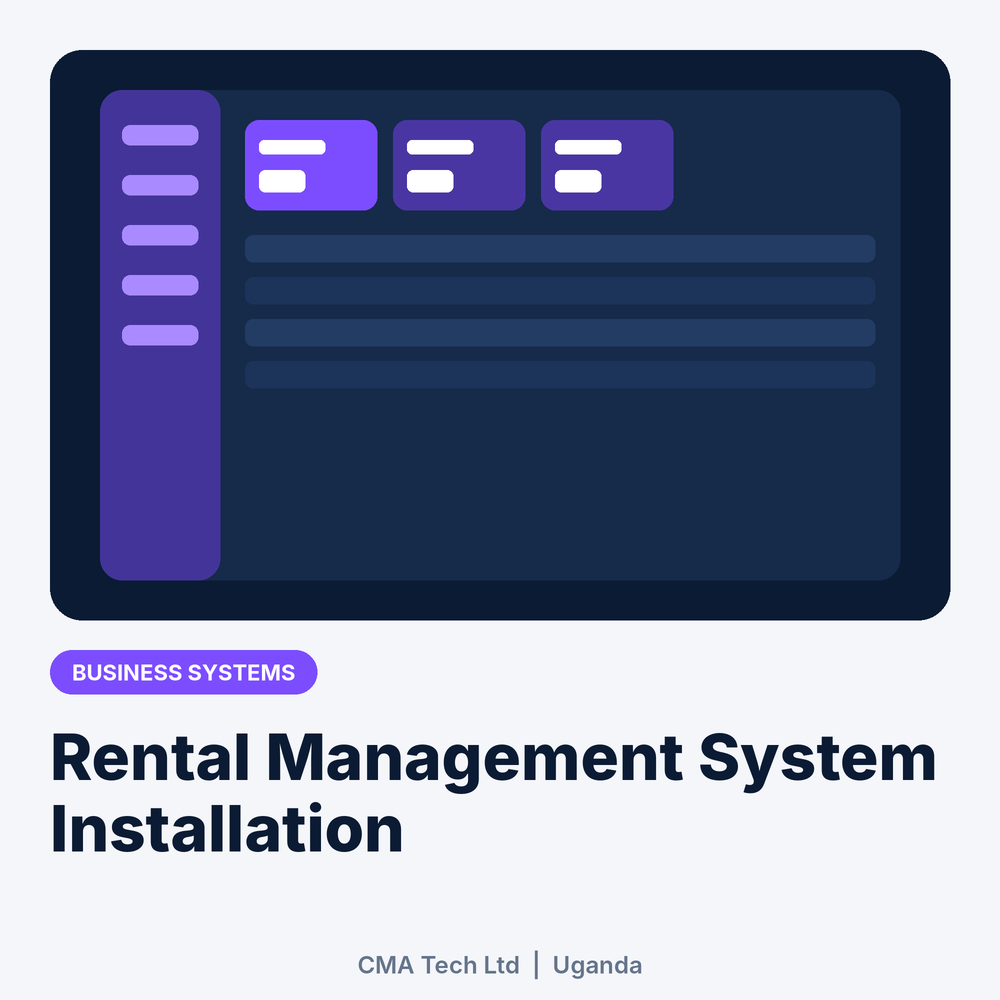 BUSINESS SYSTEMS
Rental Management System
Installation
CMA Tech Ltd | Uganda